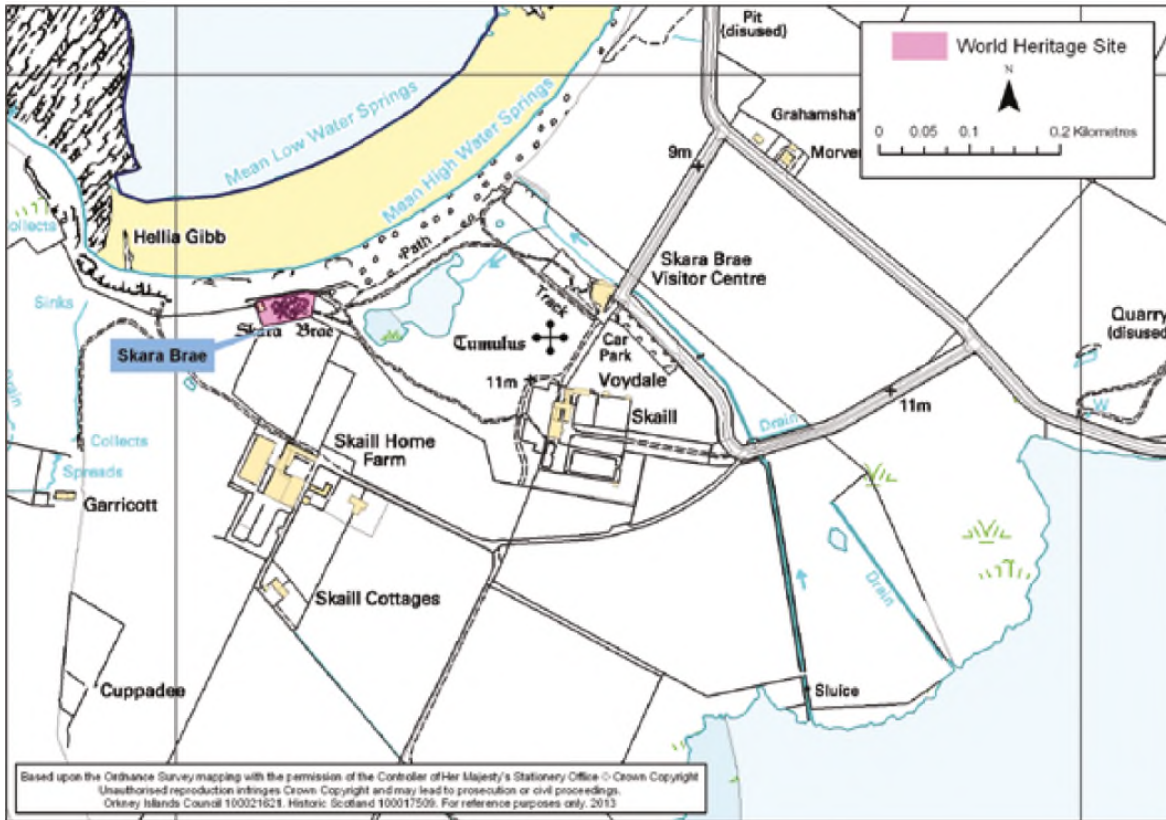 Pit
(disused)
World Heritage Site
N
0 0.05 0.1 0.2 Kilometres
Mean Low Water Springs
Mean High Water Springs
Grahamsha'
Morven
9m
Collects
Hellia Gibb
Path
Skara Brae
Visitor Centre
Sinks
Track
Quarry
(disused)
Skara Brae
Skara Brae
Tumulus
Car
Park
11m
Voydale
11m
W
Drain
Skaill
Drain
Skaill Home
Farm
Collects
Spreads
Garricott
Drain
Skaill Cottages
Cuppadee
Sluice
Based upon the Ordnance Survey mapping with the permission of the Controller of Her Majesty's Stationery Office © Crown Copyright
Unauthorised reproduction infringes Crown Copyright and may lead to prosecution or civil proceedings.
Orkney Islands Council 100021621. Historic Scotland 100017509. For reference purposes only. 2013